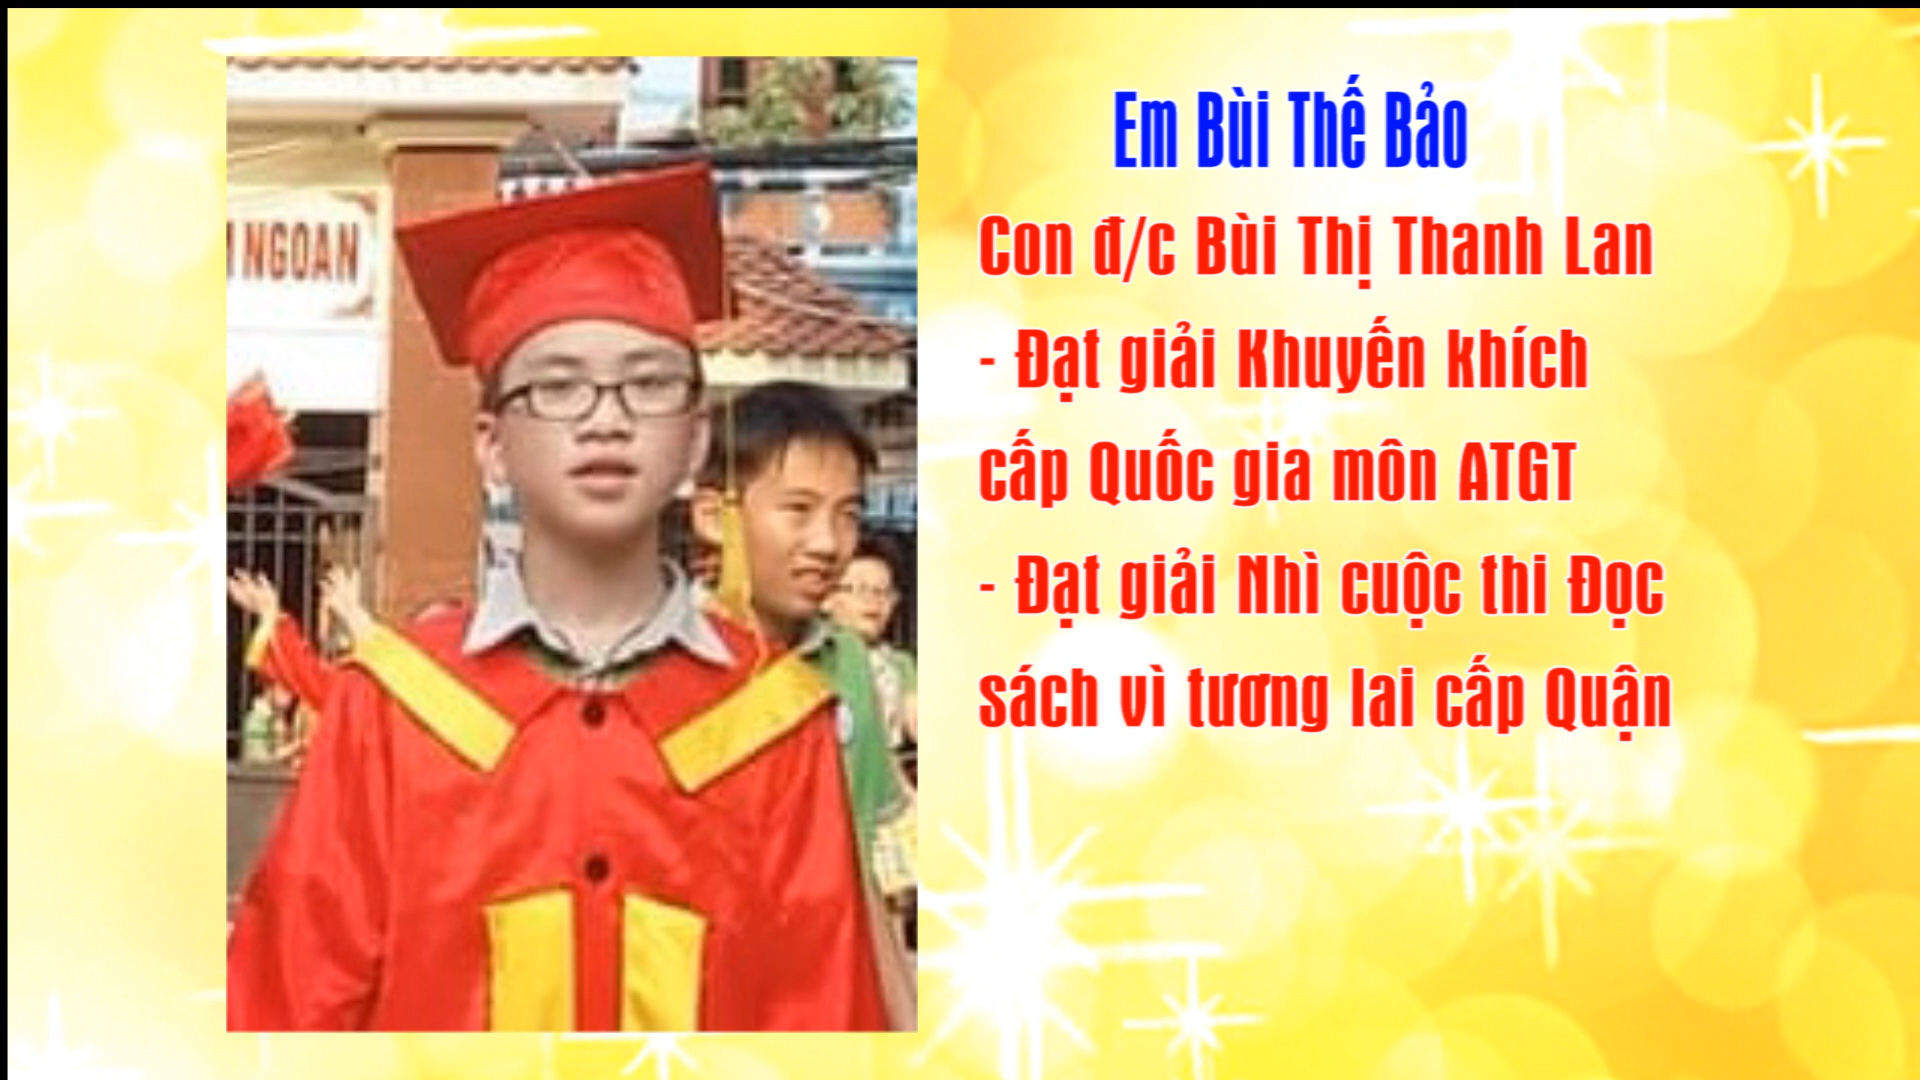 NGOAN
Em Bùi Thế Bảo
Con đ/c Bùi Thị Thanh Lan
- Đạt giải Khuyến khích
cấp Quốc gia môn ATGT
- Đạt giải Nhì cuộc thi Đọc
sách vì tương lai cấp Quận